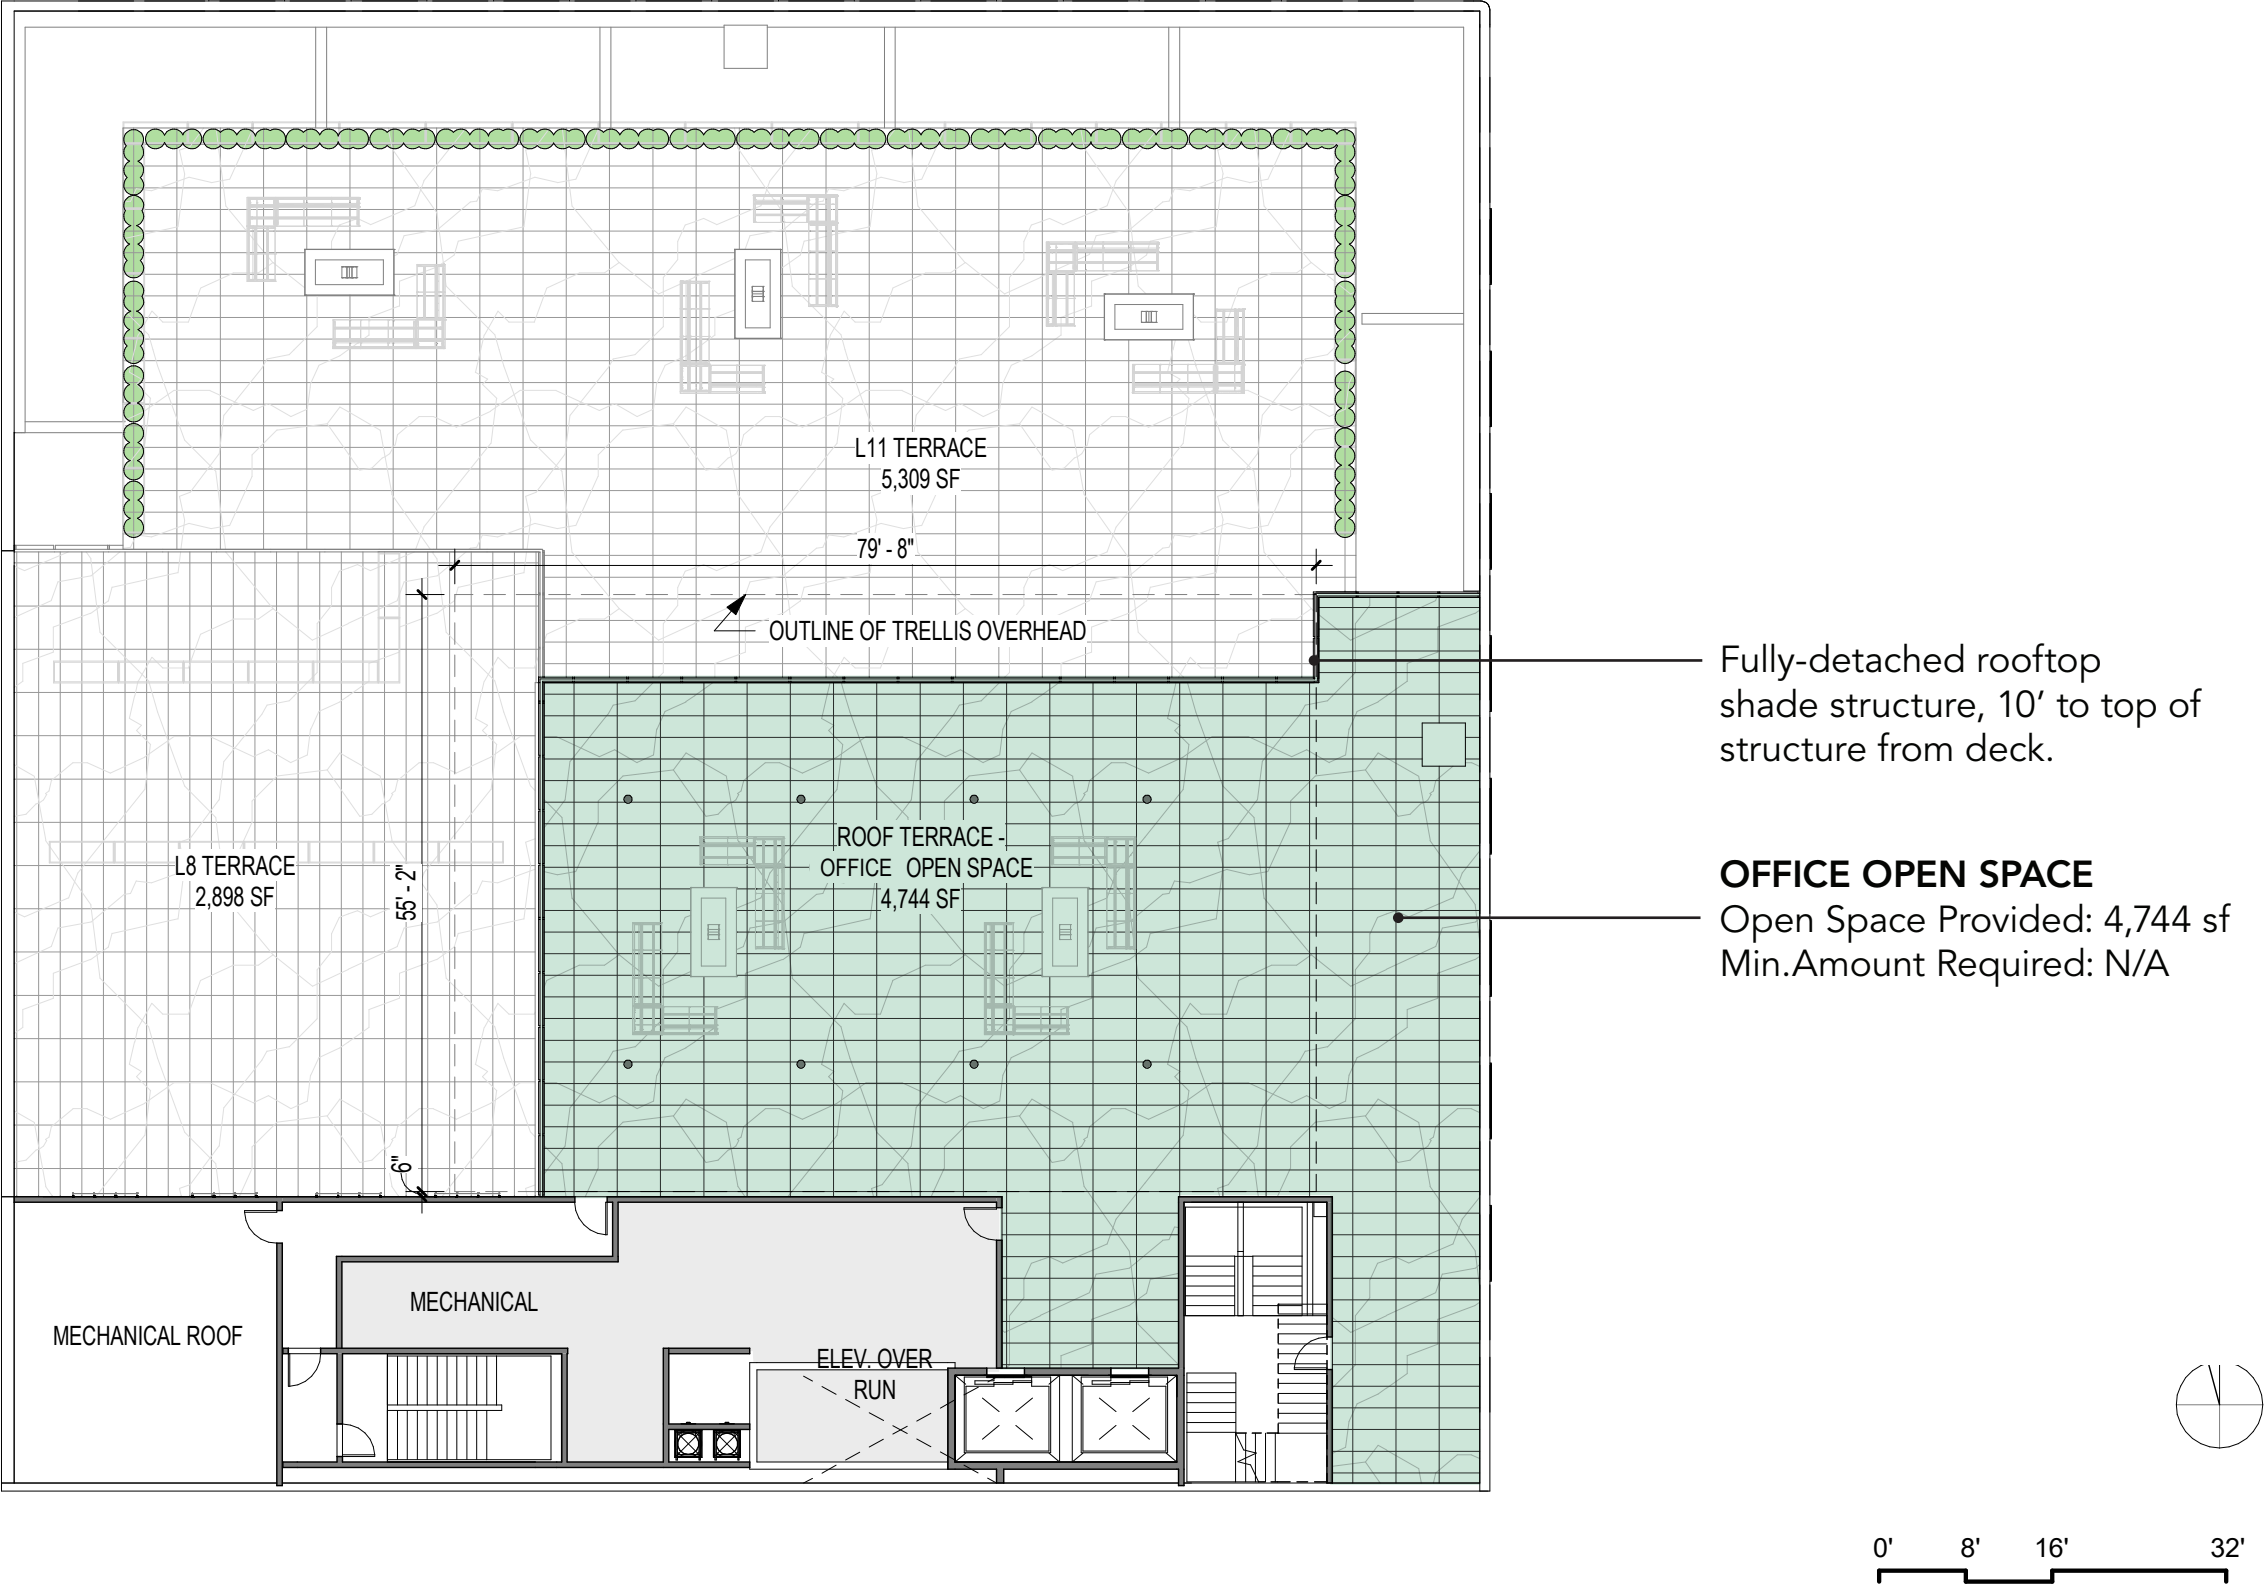 L11 TERRACE
5,309 SF
79' - 8"
OUTLINE OF TRELLIS OVERHEAD
Fully-detached rooftop
shade structure, 10’ to top of
structure from deck.
ROOF TERRACE -
OFFICE OPEN SPACE
4,744 SF
L8 TERRACE
2,898 SF
55' - 2"
OFFICE OPEN SPACE
Open Space Provided: 4,744 sf
Min.Amount Required: N/A
6"
MECHANICAL
MECHANICAL ROOF
ELEV. OVER
RUN
0' 8' 16' 32'